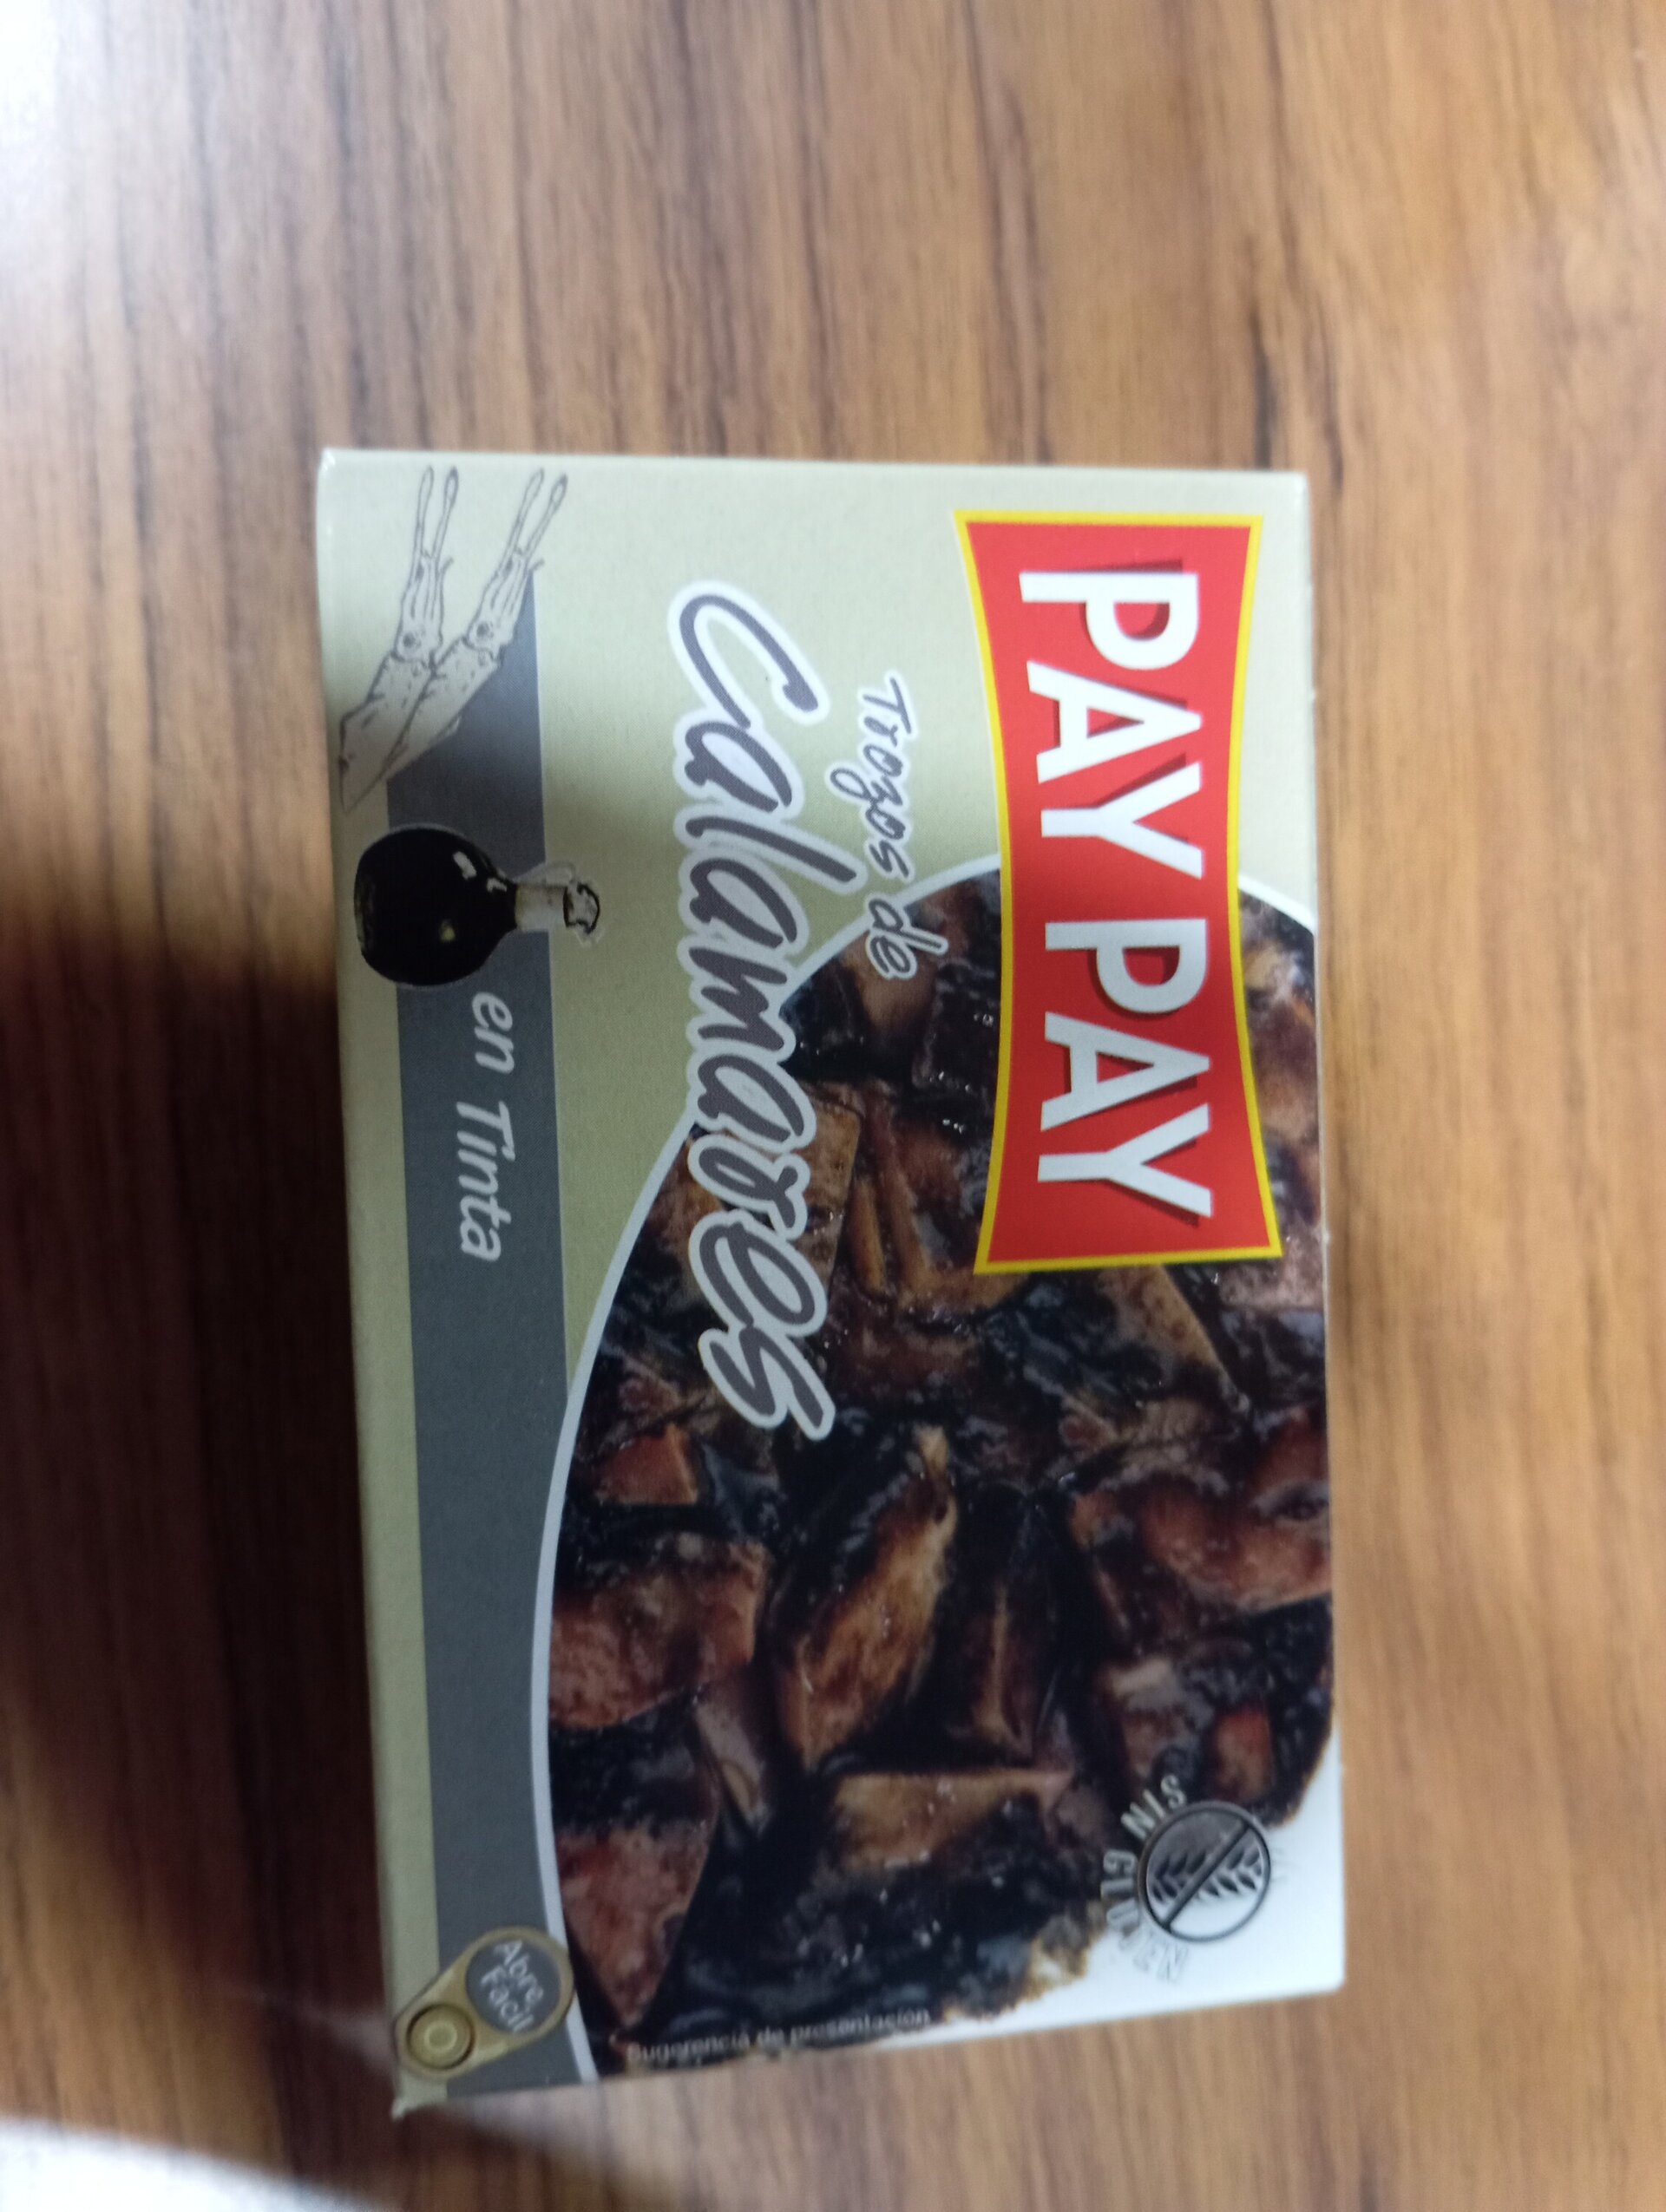 PAY PAY
Trozos de
Calamares
en Tinta
SIN GLUTEN
Abre
Fácil
Sugerencia de presentación